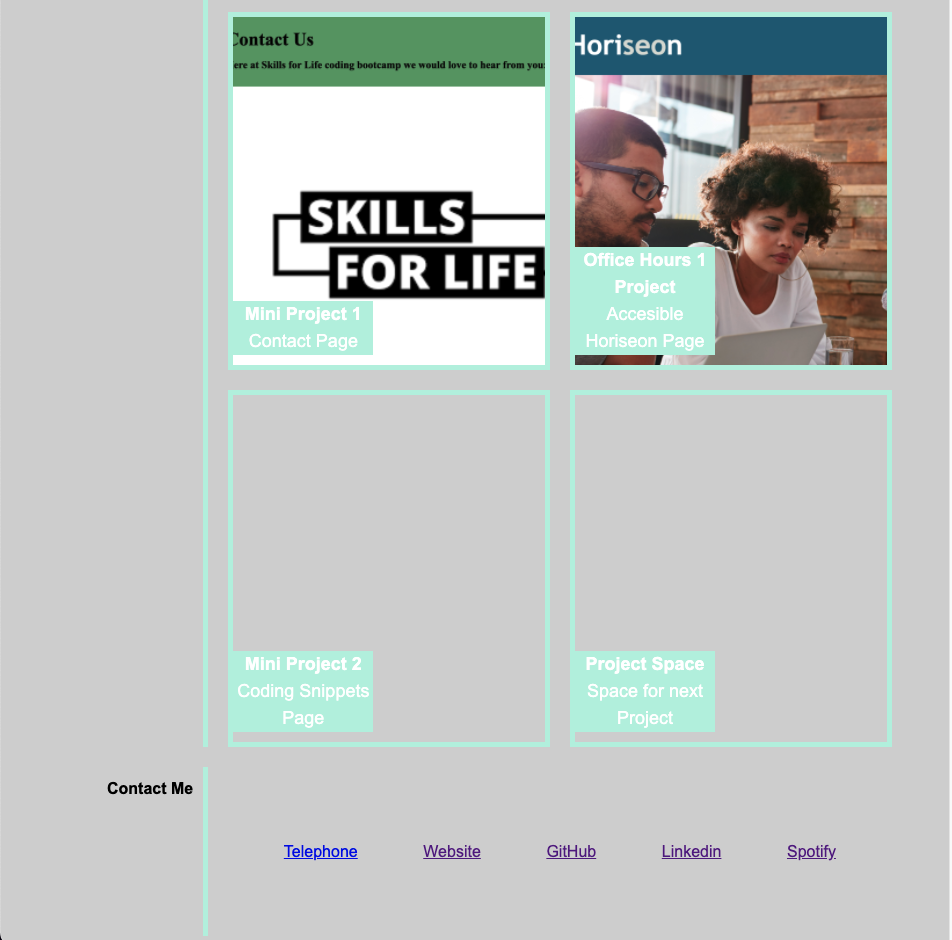 Contact Us
ere at Skills for Life coding bootcamp we would love to hear from you:
SKILLS
FOR LIFE
Mini Project 1
Contact Page
Horiseon
Office Hours 1
Project
Accesible
Horiseon Page
Mini Project 2
Coding Snippets
Page
Project Space
Space for next
Project
Contact Me
Telephone
Website
GitHub
Linkedin
Spotify